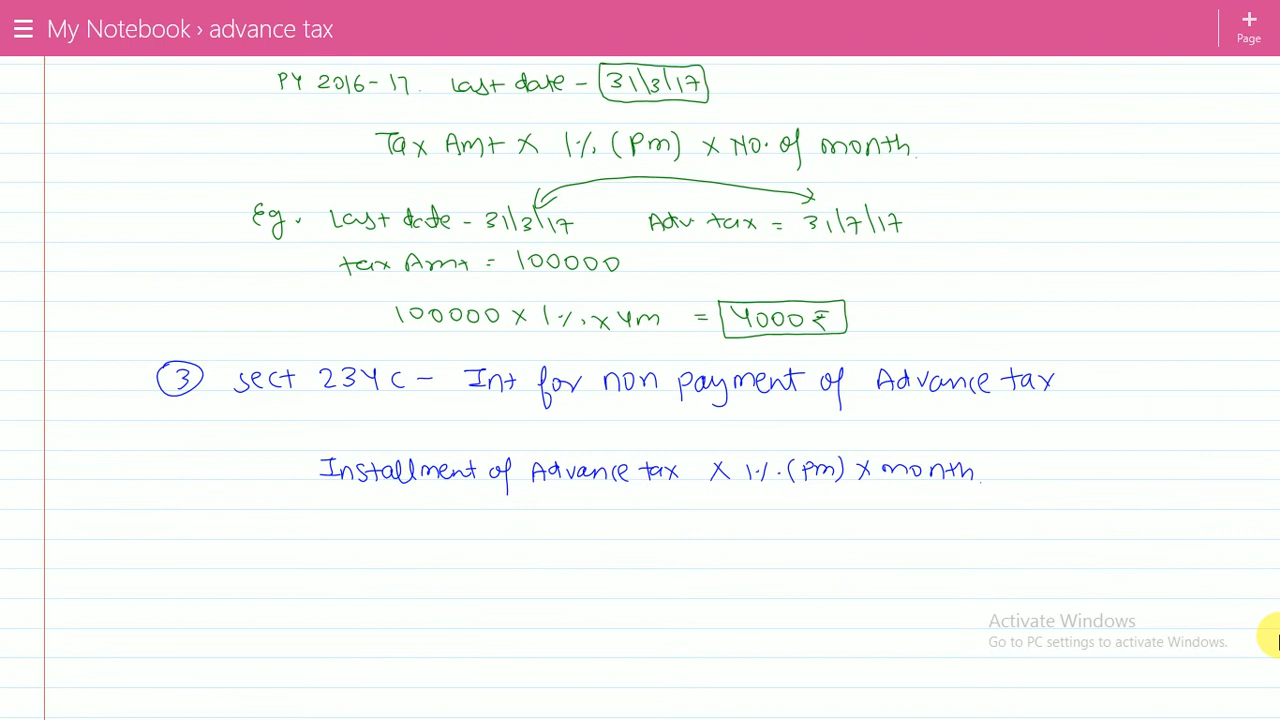 My Notebook › advance tax
Page
PY 2016-17. Last date - 31/3/17
Tax Amt X 1% (Pm) x No. of month.
Eg. Last date - 31/3/17 Adv tax = 31/7/17
tax Amt = 100000
100000 x 1% x 4m = 4000 ₹
3 sect 234C - Int for non payment of Advance tax
Installment of Advance tax X 1% (Pm) x month.
Activate Windows
Go to PC settings to activate Windows.